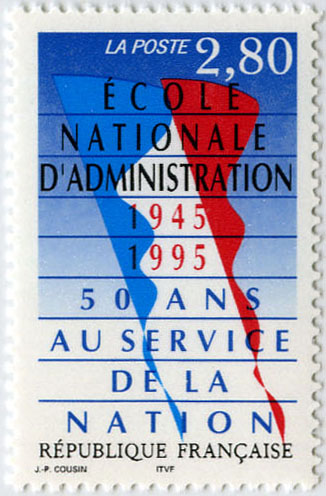 LA POSTE 2,80
ÉCOLE
NATIONALE
D'ADMINISTRATION
1945
1995
50 ANS
AU SERVICE
DE LA
NATION
RÉPUBLIQUE FRANÇAISE
J.-P. COUSIN ITVF